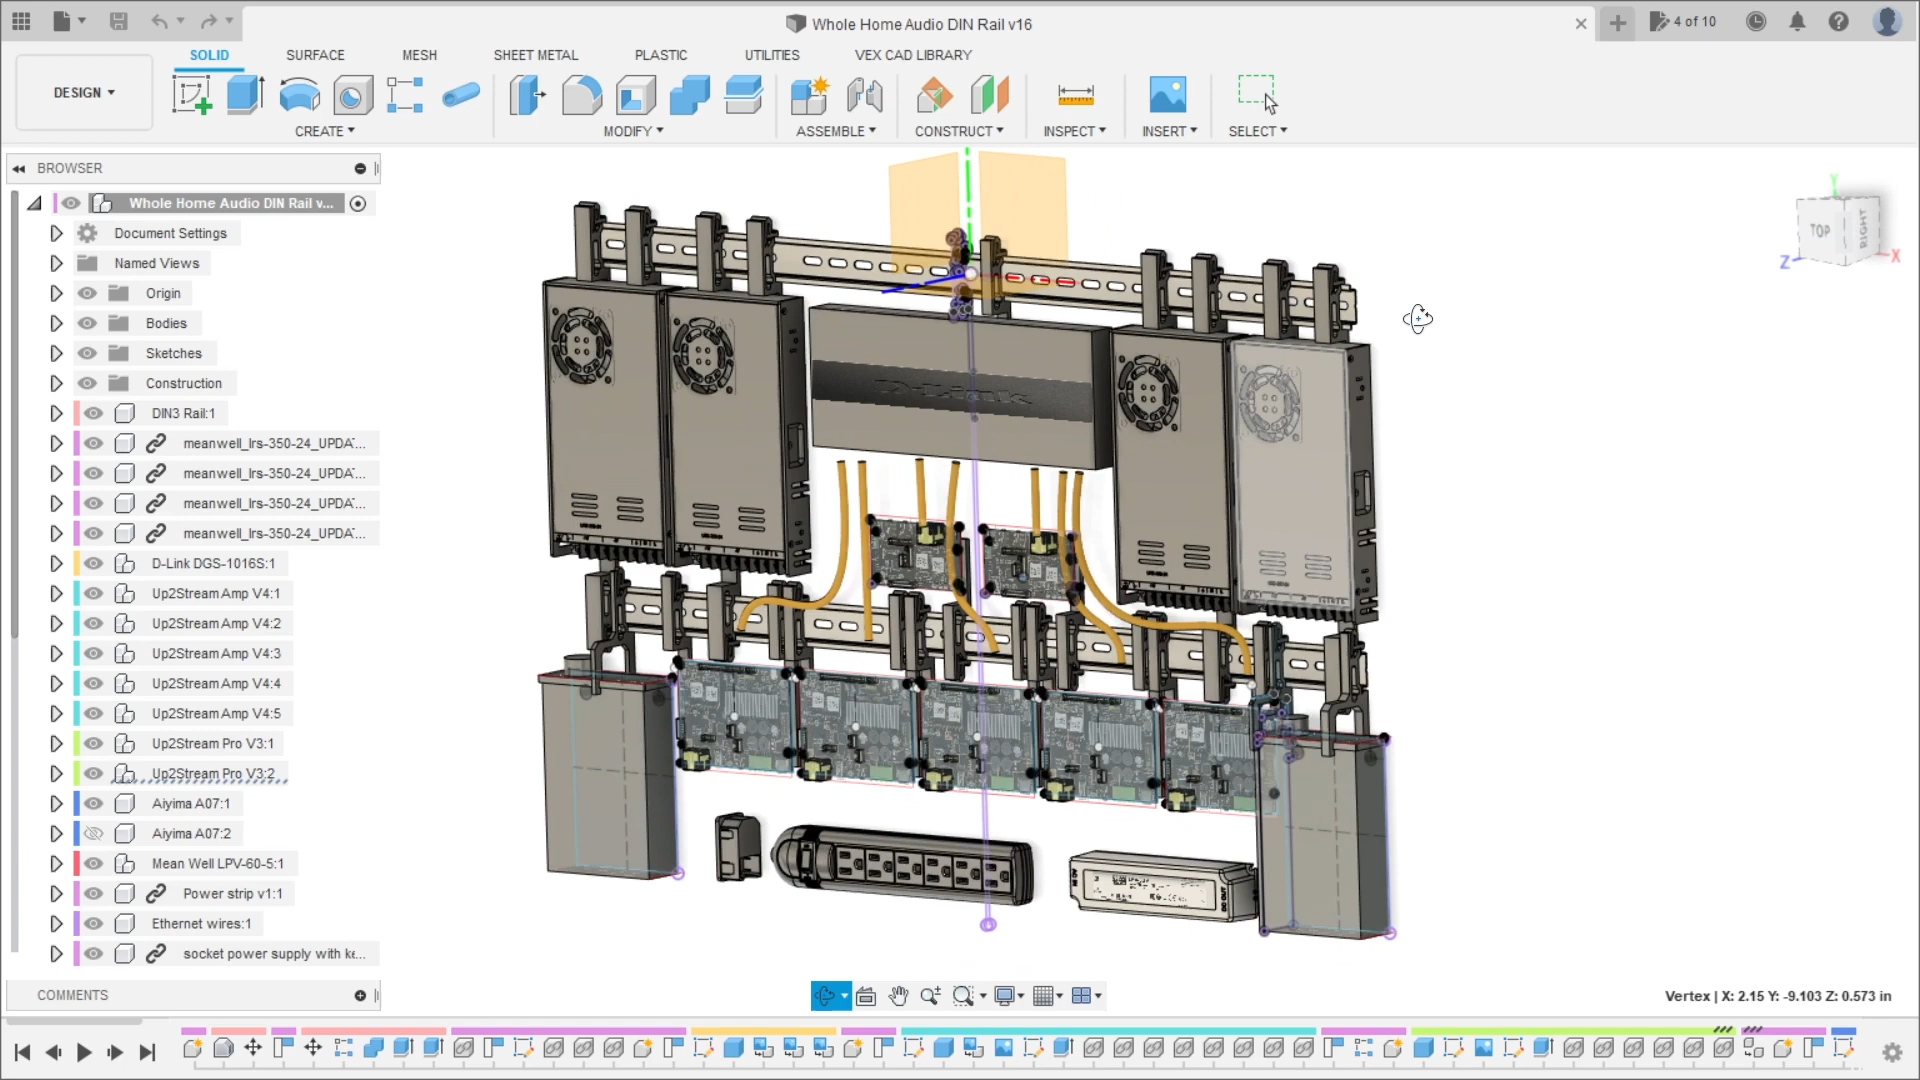 Whole Home Audio DIN Rail v16
4 of 10
SOLID SURFACE MESH SHEET METAL PLASTIC UTILITIES VEX CAD LIBRARY
DESIGN
CREATE MODIFY ASSEMBLE CONSTRUCT INSPECT INSERT SELECT
BROWSER
Whole Home Audio DIN Rail v...
Document Settings
Named Views
Origin
Bodies
Sketches
Construction
DIN3 Rail:1
meanwell_lrs-350-24_UPDA...
meanwell_lrs-350-24_UPDA...
meanwell_lrs-350-24_UPDA...
meanwell_lrs-350-24_UPDA...
D-Link DGS-1016S:1
Up2Stream Amp V4:1
Up2Stream Amp V4:2
Up2Stream Amp V4:3
Up2Stream Amp V4:4
Up2Stream Amp V4:5
Up2Stream Pro V3:1
Up2Stream Pro V3:2
Aiyima A07:1
Aiyima A07:2
Mean Well LPV-60-5:1
Power strip v1:1
Ethernet wires:1
socket power supply with ke...
COMMENTS
Y
TOP
RIGHT
Z
X
D-Link
DC OUT
Vertex | X: 2.15 Y: -9.103 Z: 0.573 in